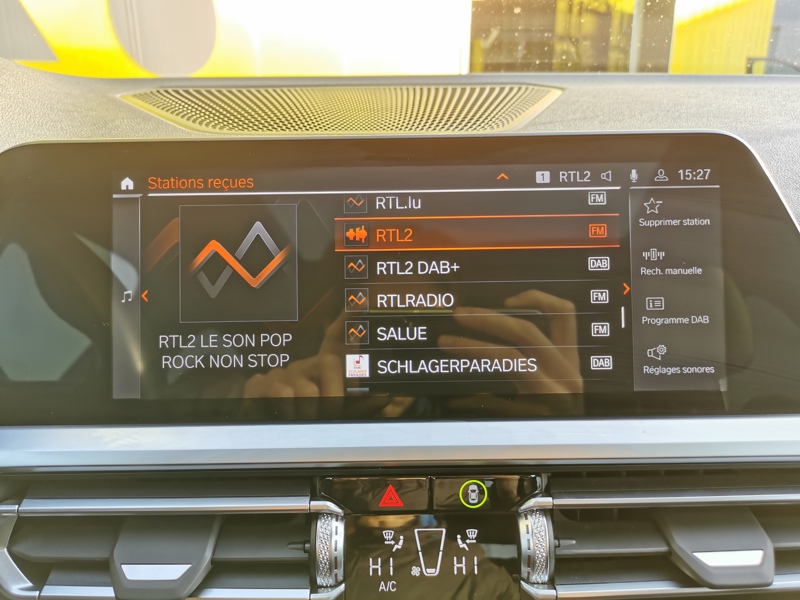 Stations reçues
1 RTL2 15:27
RTL.lu FM
RTL2 FM
RTL2 DAB+ DAB
RTLRADIO FM
SALUE FM
SCHLAGERPARADIES DAB
RTL2 LE SON POP
ROCK NON STOP
Supprimer station
Rech. manuelle
Programme DAB
Réglages sonores
HI HI
A/C